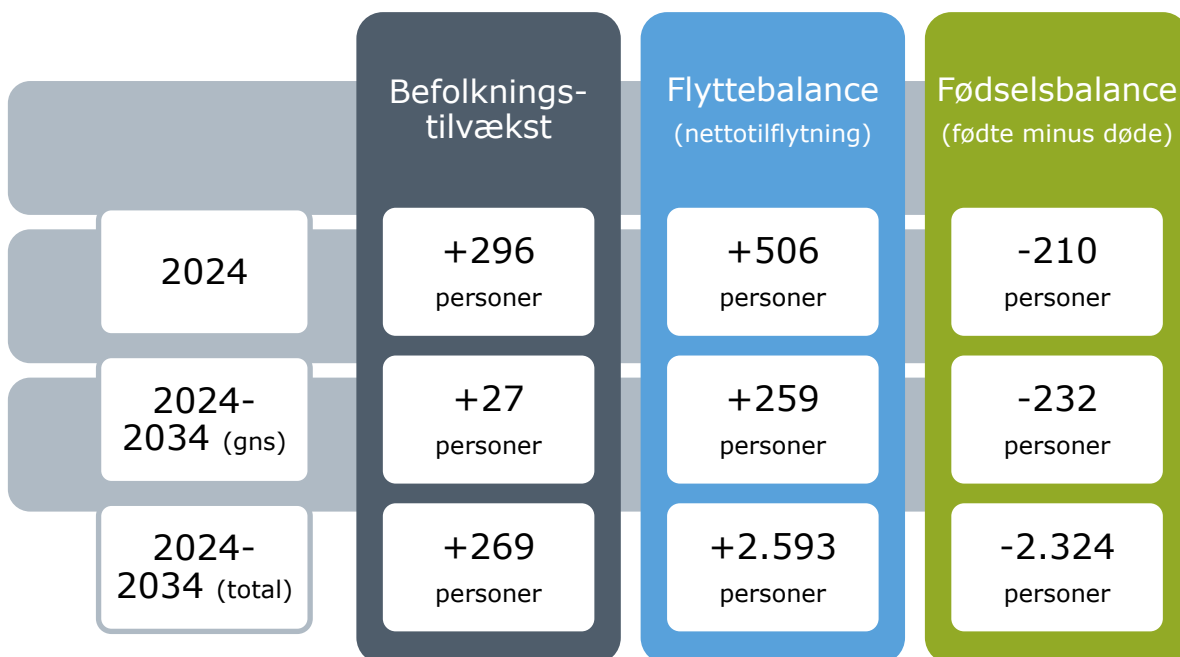 Befolknings-
tilvækst
Flyttebalance
(nettotilflytning)
Fødselsbalance
(fødte minus døde)
2024
+296
personer
+506
personer
-210
personer
2024-
2034 (gns)
+27
personer
+259
personer
-232
personer
2024-
2034 (total)
+269
personer
+2.593
personer
-2.324
personer